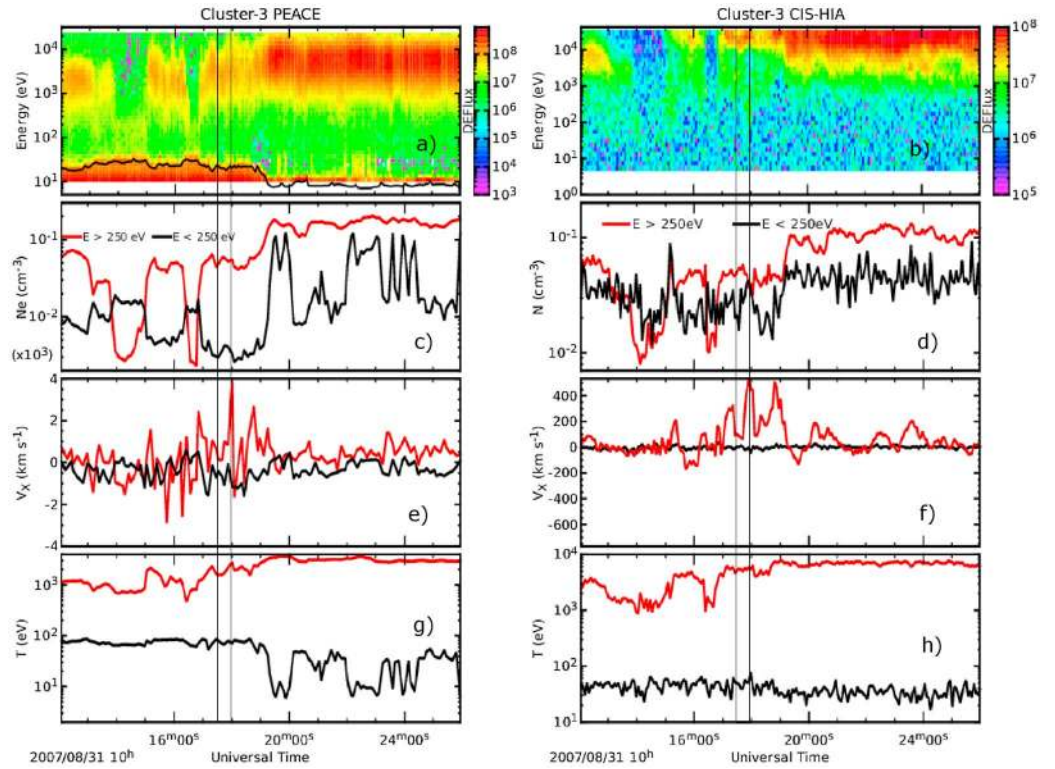 Cluster-3 PEACE
Cluster-3 CIS-HIA
10⁴
10³
10²
10¹
Energy (eV)
a)
10⁸
10⁷
10⁶
10⁵
10⁴
10³
DEFlux
10⁴
10³
10²
10¹
10⁰
Energy (eV)
b)
10⁸
10⁷
10⁶
10⁵
DEFlux
E > 250 eV
E < 250 eV
10⁻¹
10⁻²
Ne (cm⁻³)
c)
E > 250eV
E < 250eV
10⁻¹
10⁻²
N (cm⁻³)
d)
(x10³)
4
2
0
-2
-4
Vₓ (km s⁻¹)
e)
400
200
0
-200
-400
-600
Vₓ (km s⁻¹)
f)
10³
10²
10¹
T (eV)
g)
10⁴
10³
10²
10¹
T (eV)
h)
16ᵐ00ˢ
20ᵐ00ˢ
24ᵐ00ˢ
2007/08/31 10ʰ
Universal Time
16ᵐ00ˢ
20ᵐ00ˢ
24ᵐ00ˢ
2007/08/31 10ʰ
Universal Time